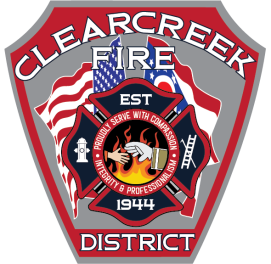 CLEARCREEK
FIRE
EST
PROUDLY SERVE WITH COMPASSION
INTEGRITY & PROFESSIONALISM
1944
DISTRICT